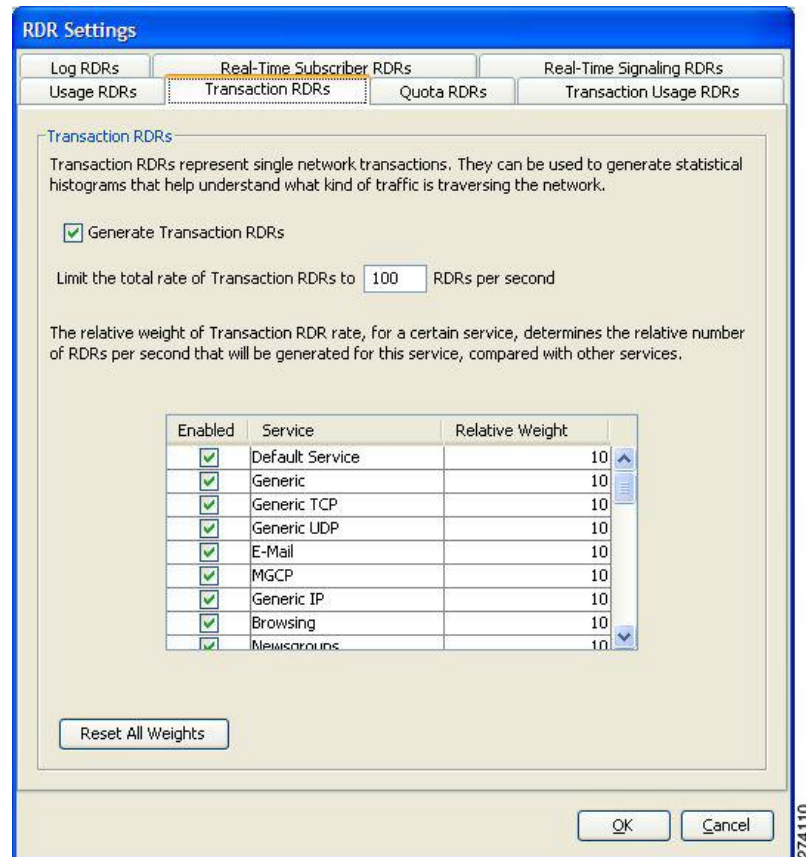 RDR Settings
Log RDRs Real-Time Subscriber RDRs Real-Time Signaling RDRs
Usage RDRs Transaction RDRs Quota RDRs Transaction Usage RDRs
Transaction RDRs
Transaction RDRs represent single network transactions. They can be used to generate statistical
histograms that help understand what kind of traffic is traversing the network.
Generate Transaction RDRs
Limit the total rate of Transaction RDRs to 100 RDRs per second
The relative weight of Transaction RDR rate, for a certain service, determines the relative number
of RDRs per second that will be generated for this service, compared with other services.
Enabled Service Relative Weight
Default Service 10
Generic 10
Generic TCP 10
Generic UDP 10
E-Mail 10
MGCP 10
Generic IP 10
Browsing 10
Newsgroups 10
Reset All Weights
OK Cancel
274110